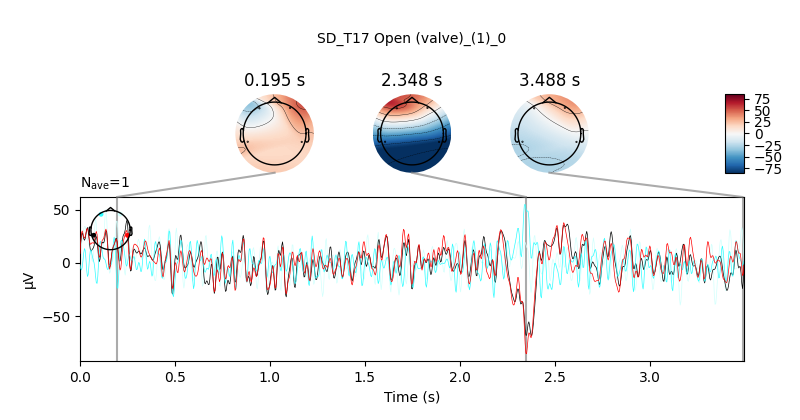 SD_T17 Open (valve)_(1)_0
0.195 s
2.348 s
3.488 s
75
50
25
0
−25
−50
−75
Nave=1
50
0
−50
µV
0.0
0.5
1.0
1.5
2.0
2.5
3.0
Time (s)